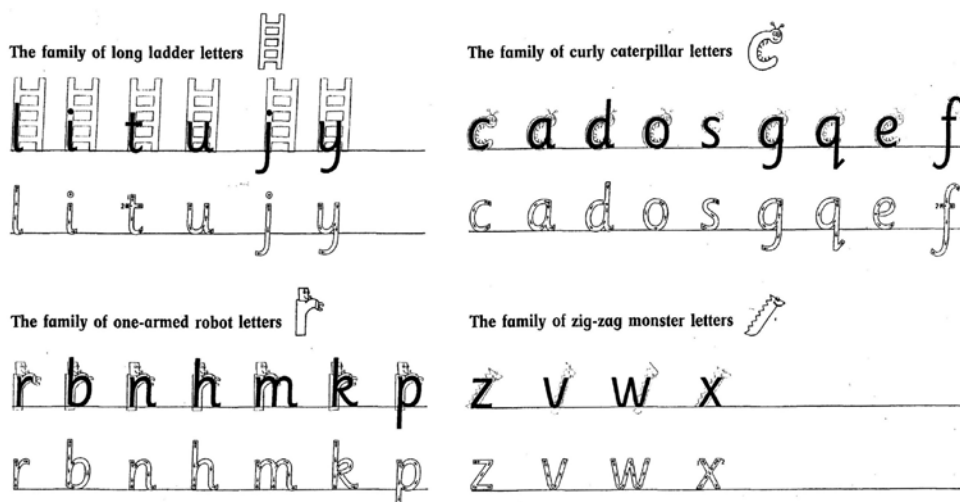 The family of long ladder letters
l i t u j y
l i t u j y
The family of curly caterpillar letters
c a d o s g q e f
c a d o s g q e f
The family of one-armed robot letters
r b n h m k p
r b n h m k p
The family of zig-zag monster letters
z v w x
z v w x